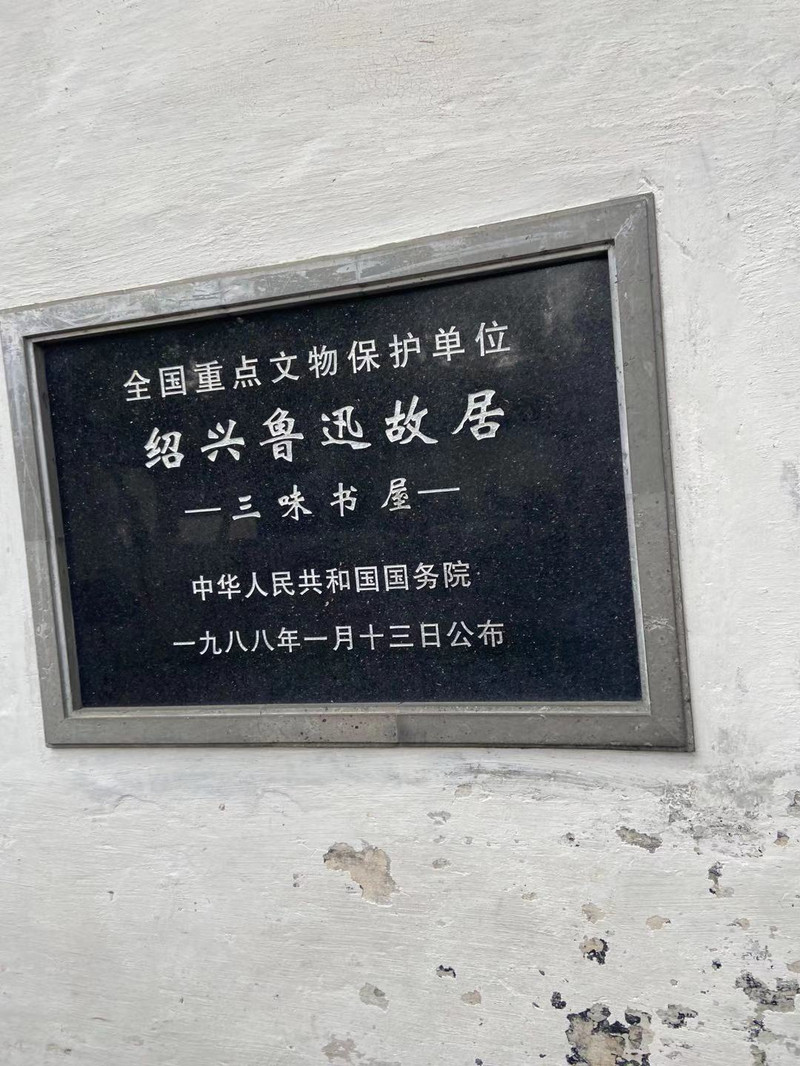 全国重点文物保护单位
绍兴鲁迅故居
—三味书屋—
中华人民共和国国务院
一九八八年一月十三日公布